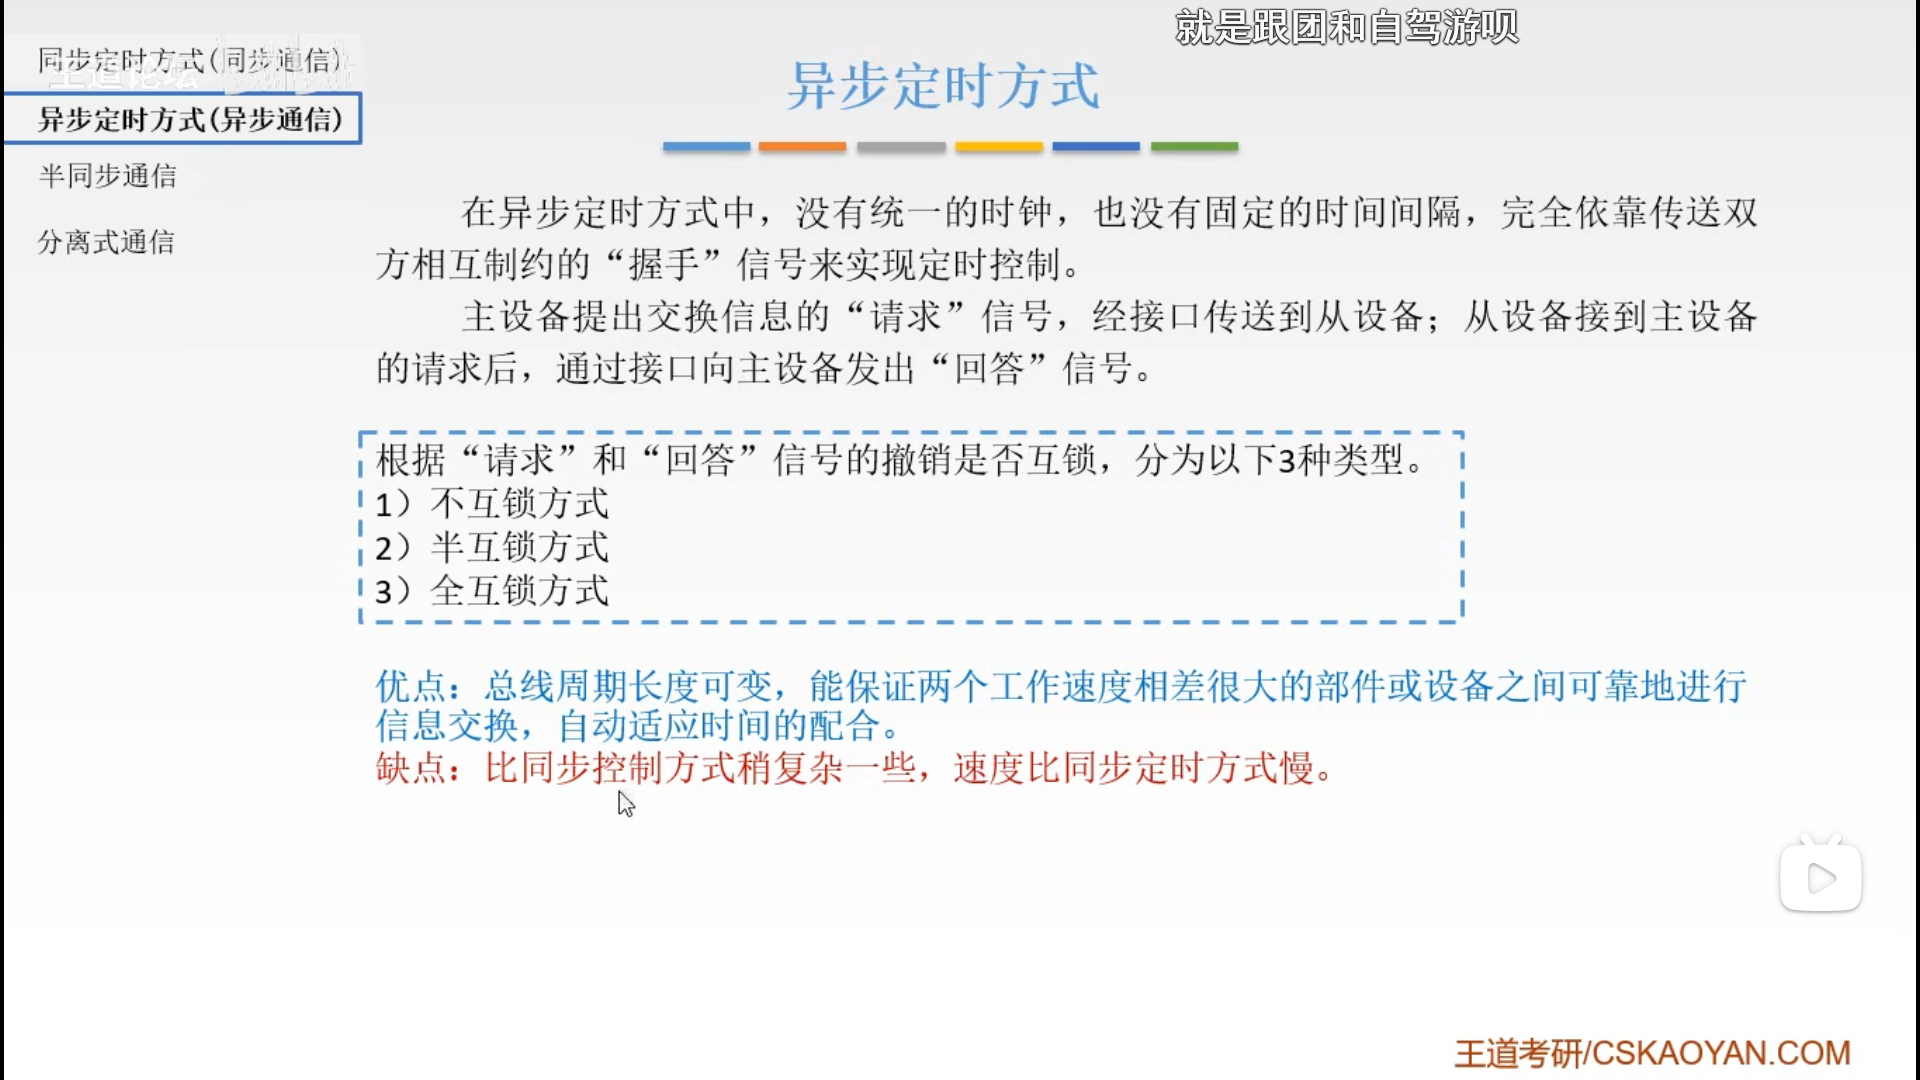 就是跟团和自驾游呗
同步定时方式(同步通信)
王道论坛
异步定时方式(异步通信)
半同步通信
分离式通信
异步定时方式
在异步定时方式中，没有统一的时钟，也没有固定的时间间隔，完全依靠传送双
方相互制约的“握手”信号来实现定时控制。
主设备提出交换信息的“请求”信号，经接口传送到从设备；从设备接到主设备
的请求后，通过接口向主设备发出“回答”信号。
根据“请求”和“回答”信号的撤销是否互锁，分为以下3种类型。
1）不互锁方式
2）半互锁方式
3）全互锁方式
优点：总线周期长度可变，能保证两个工作速度相差很大的部件或设备之间可靠地进行
信息交换，自动适应时间的配合。
缺点：比同步控制方式稍复杂一些，速度比同步定时方式慢。
王道考研/CSKAOYAN.COM